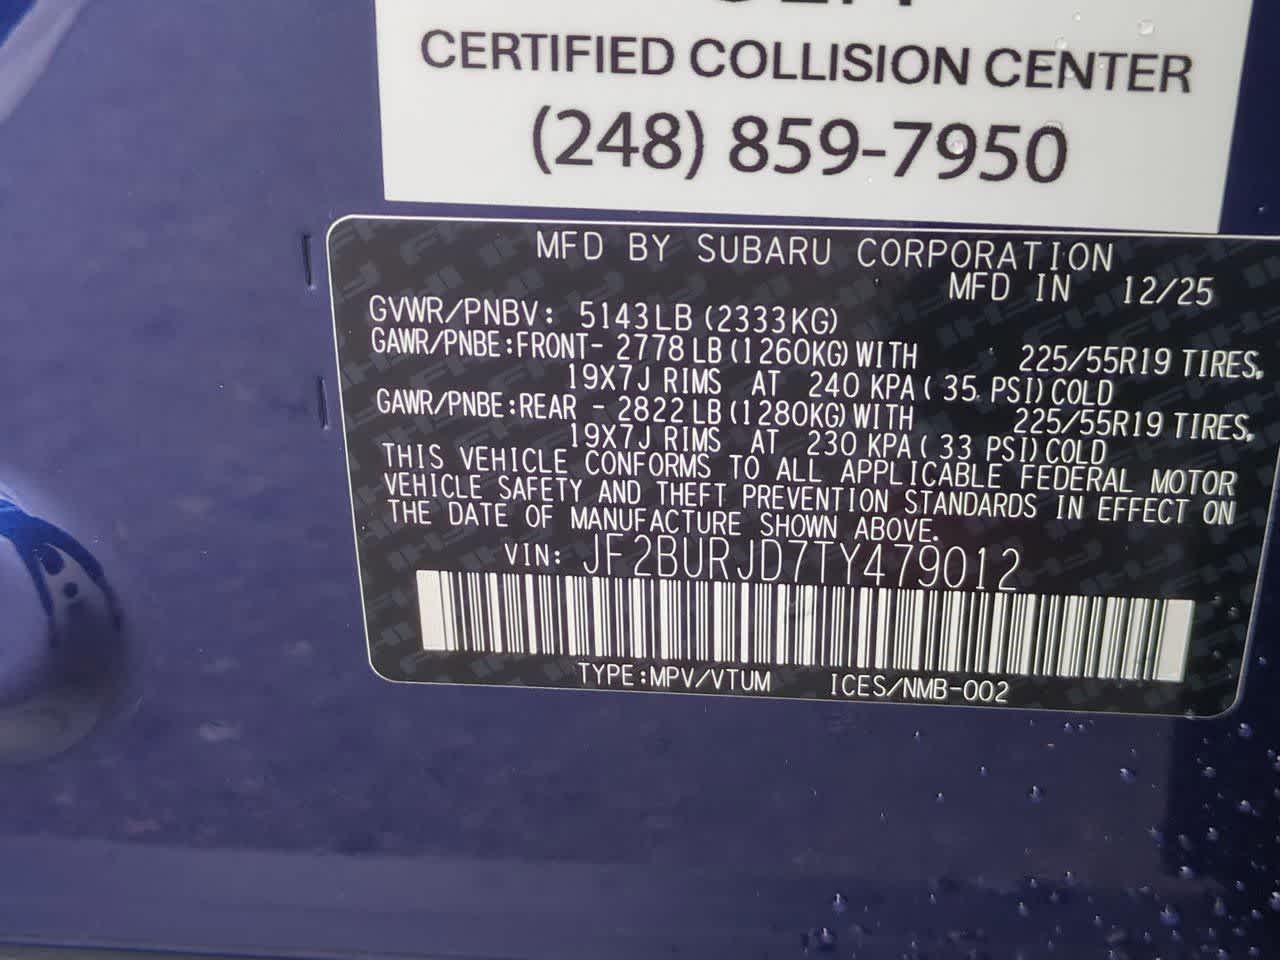 CERTIFIED COLLISION CENTER
(248) 859-7950
MFD BY SUBARU CORPORATION
MFD IN 12/25
GVWR/PNBV: 5143LB (2333KG)
GAWR/PNBE:FRONT- 2778 LB(1260KG)WITH 225/55R19 TIRES,
19X7J RIMS AT 240 KPA( 35 PSI)COLD
GAWR/PNBE:REAR - 2822 LB(1280KG)WITH 225/55R19 TIRES,
19X7J RIMS AT 230 KPA( 33 PSI)COLD
THIS VEHICLE CONFORMS TO ALL APPLICABLE FEDERAL MOTOR
VEHICLE SAFETY AND THEFT PREVENTION STANDARDS IN EFFECT ON
THE DATE OF MANUFACTURE SHOWN ABOVE.
VIN: JF2BURJD7TY479012
TYPE:MPV/VTUM ICES/NMB-002